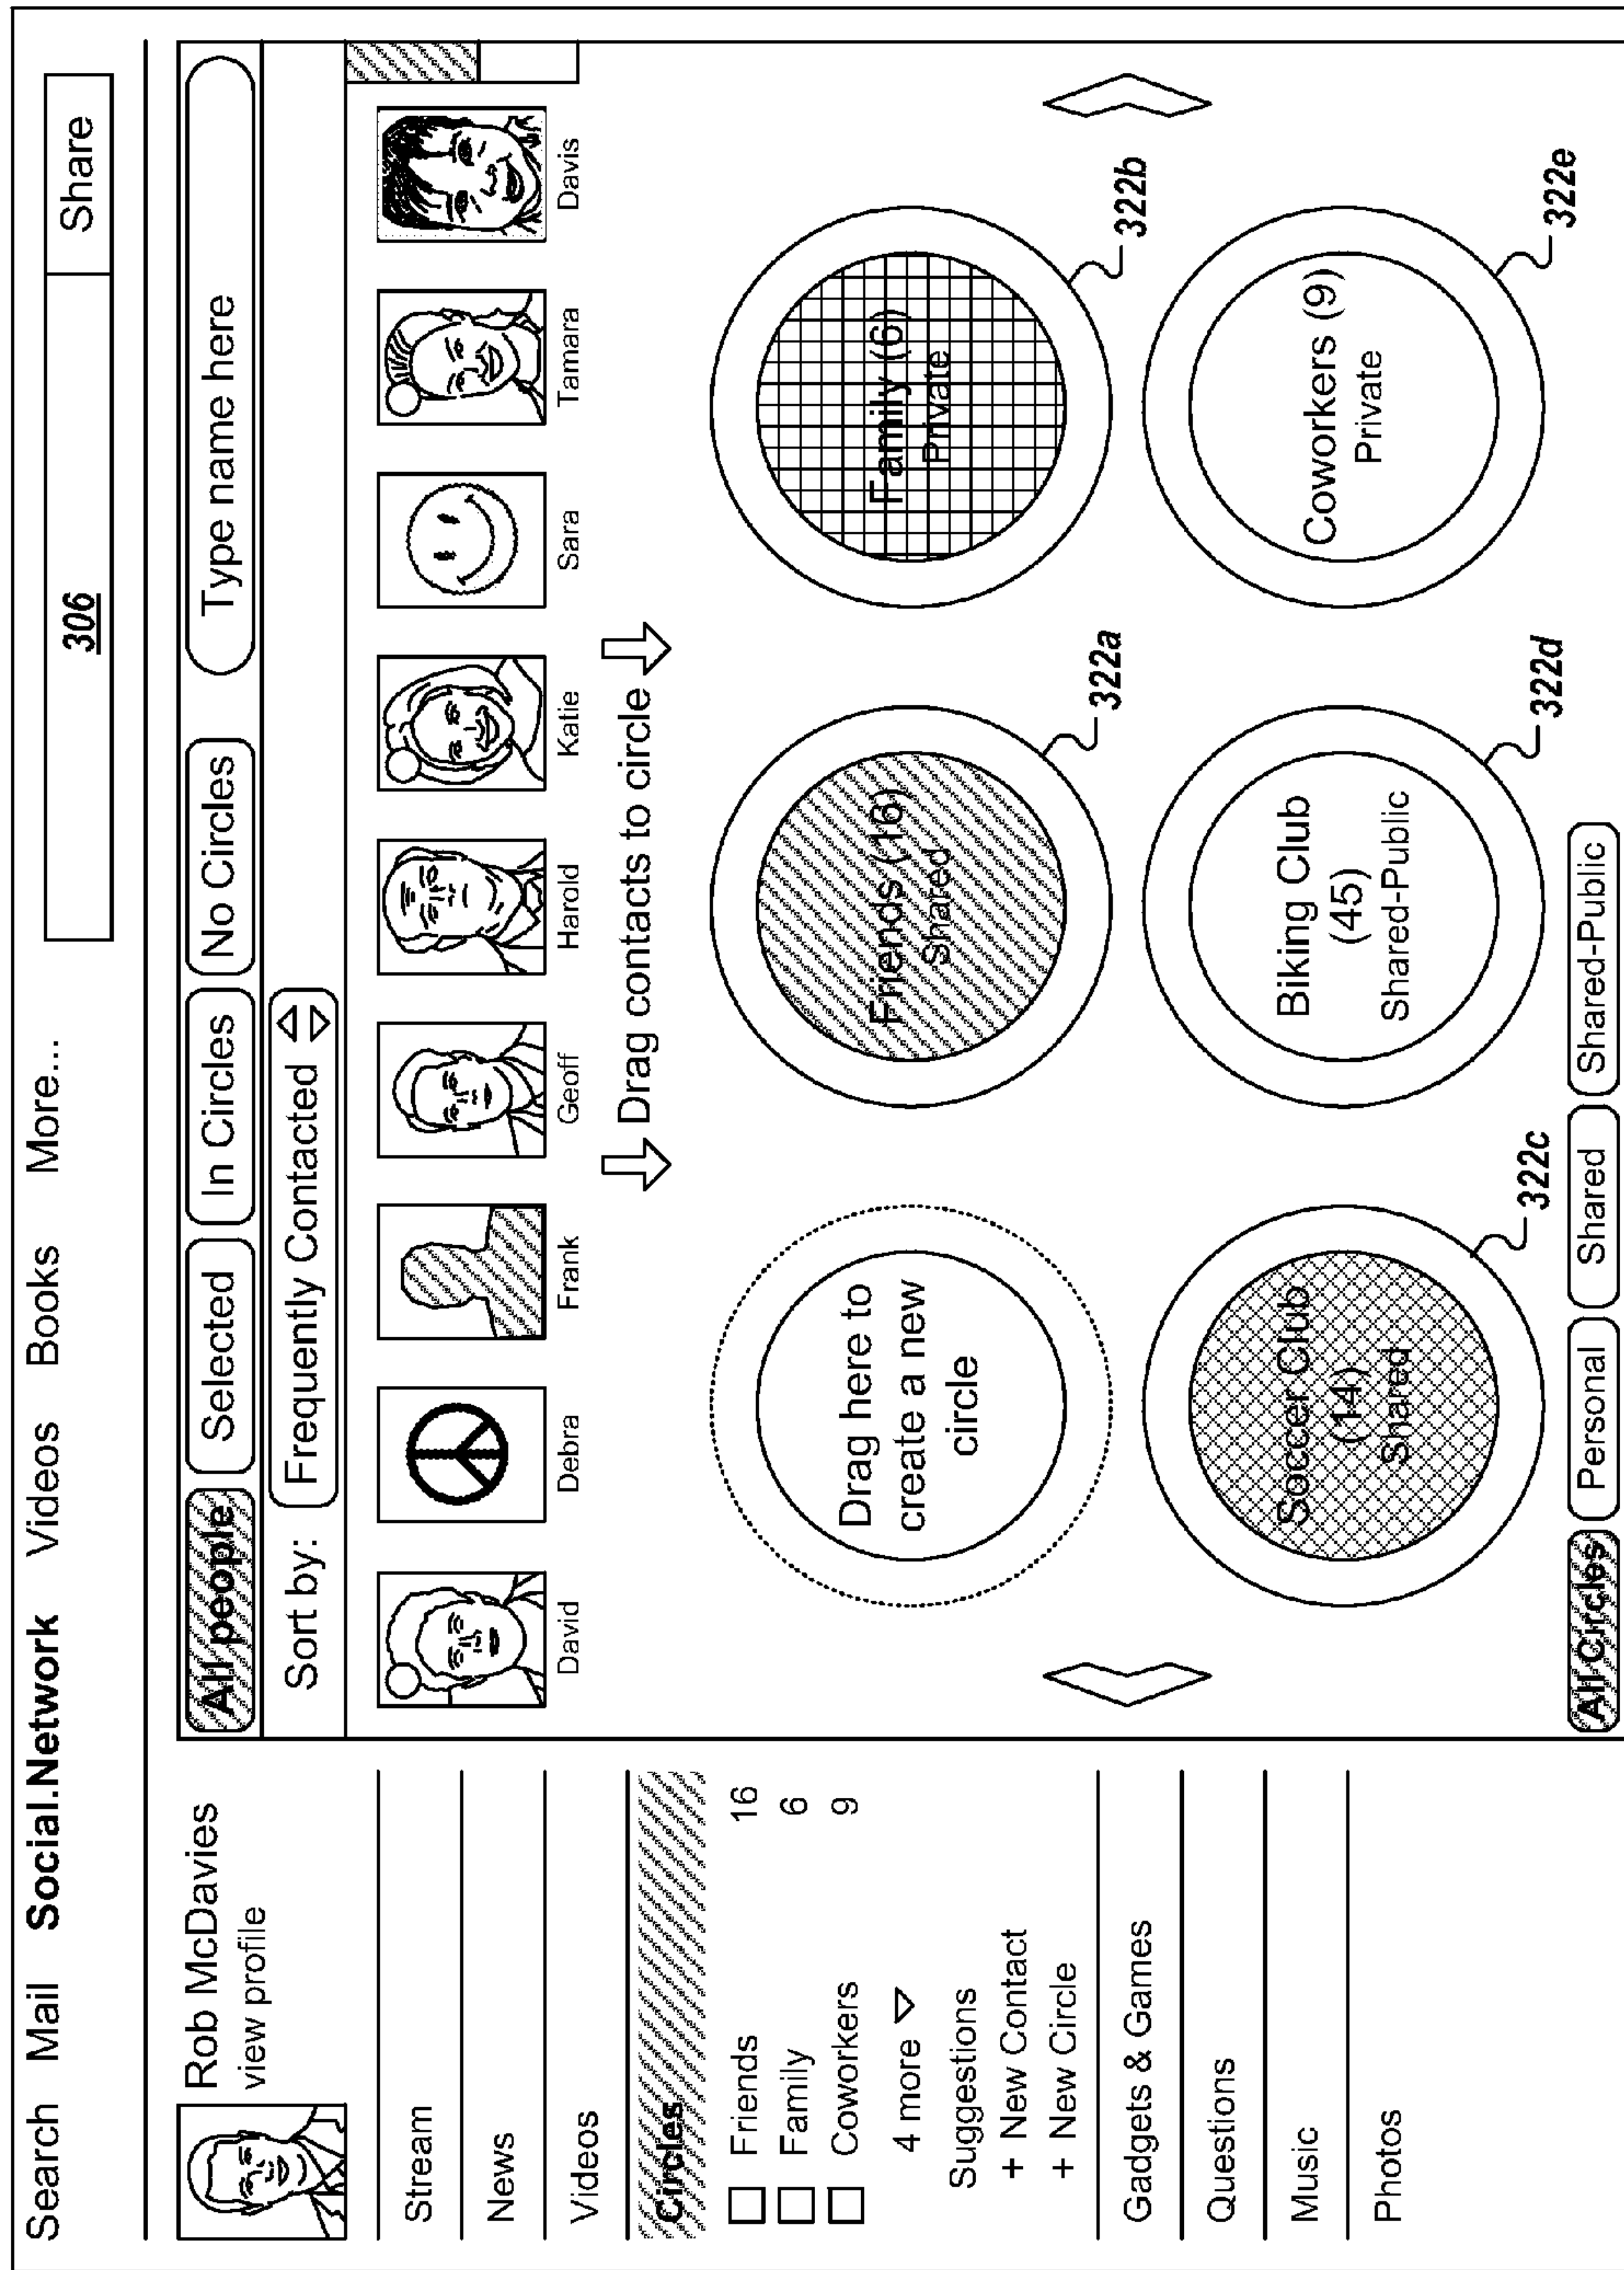 Search Mail Social.Network Videos Books More...
306 Share
Rob McDavies
view profile
Stream
News
Videos
Circles
Friends 16
Family 6
Coworkers 9
4 more
Suggestions
+ New Contact
+ New Circle
Gadgets & Games
Questions
Music
Photos
All people Selected In Circles No Circles Type name here
Sort by: Frequently Contacted
David Debra Frank Geoff Harold Katie Sara Tamara Davis
Drag contacts to circle
Drag here to
create a new
circle
Friends (16)
Shared
322a
Family (6)
Private
322b
Soccer Club
(14)
Shared
322c
Biking Club
(45)
Shared-Public
322d
Coworkers (9)
Private
322e
All Circles Personal Shared Shared-Public